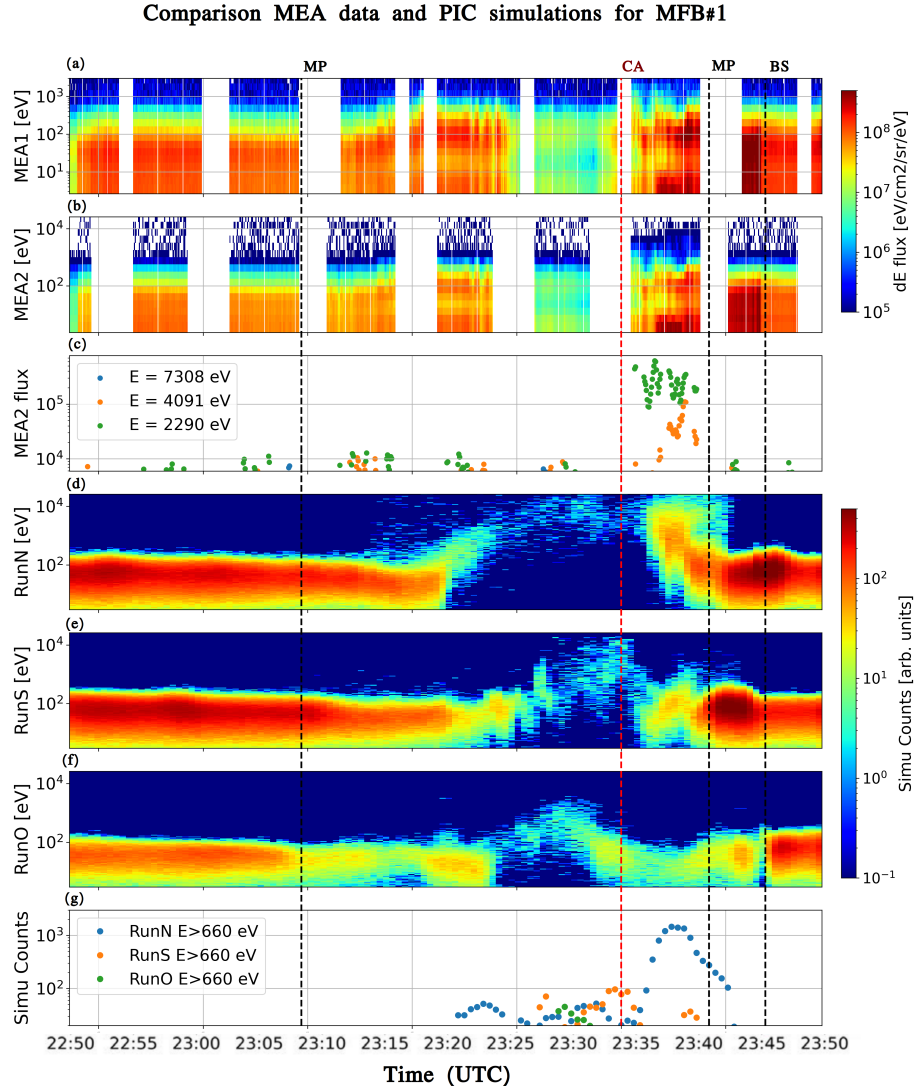 Comparison MEA data and PIC simulations for MFB#1
(a)
MP
CA
MP
BS
MEA1 [eV]
10³
10²
10¹
(b)
MEA2 [eV]
10⁴
10²
10⁸
10⁷
10⁶
10⁵
dE flux [eV/cm2/sr/eV]
(c)
MEA2 flux
10⁵
10⁴
E = 7308 eV
E = 4091 eV
E = 2290 eV
(d)
RunN [eV]
10⁴
10²
(e)
RunS [eV]
10⁴
10²
(f)
RunO [eV]
10⁴
10²
10²
10¹
10⁰
10⁻¹
Simu Counts [arb. units]
(g)
Simu Counts
10³
10²
RunN E>660 eV
RunS E>660 eV
RunO E>660 eV
22:50 22:55 23:00 23:05 23:10 23:15 23:20 23:25 23:30 23:35 23:40 23:45 23:50
Time (UTC)